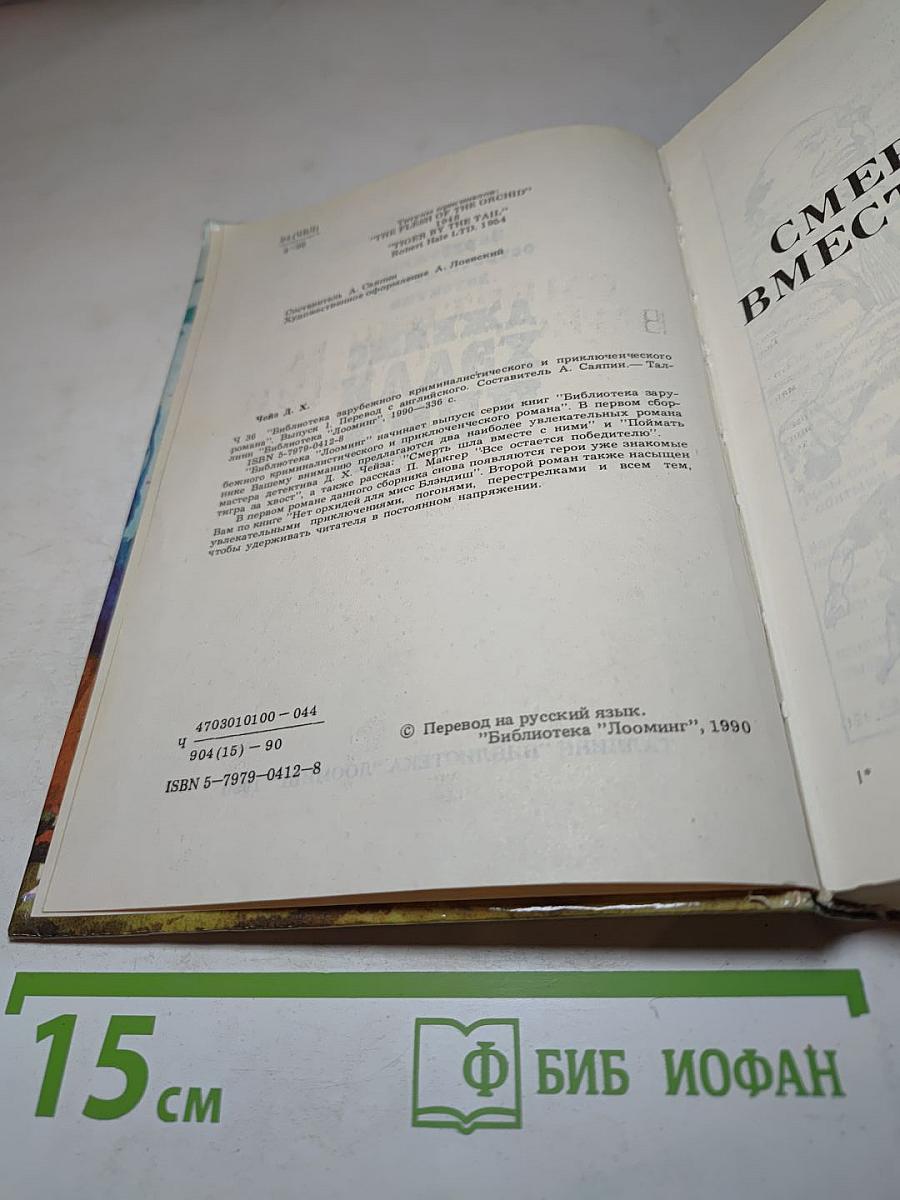 "THE FLESH OF THE ORCHID"
1948
"TIGER BY THE TAIL"
Robert Hale LTD. 1954
Составитель А. Саяпин
Художественное оформление А. Лоевский
Чейз Д. Х.
Ч 36 "Библиотека зарубежного криминалистического и приключенческого
романа". Выпуск 1. Перевод с английского. Составитель А. Саяпин.— Тал-
линн "Библиотека "Лооминг", 1990—336 с.
ISBN 5-7979-0412-8
"Библиотека "Лооминг" начинает выпуск серии книг "Библиотека зару-
бежного криминалистического и приключенческого романа". В первом сбор-
нике Вашему вниманию предлагаются два наиболее увлекательных романа
мастера детектива Д. Х. Чейза: "Смерть шла вместе с ними" и "Поймать
тигра за хвост", а также рассказ П. Макгер "Все остается победителю".
В первом романе данного сборника снова появляются герои уже знакомые
Вам по книге "Нет орхидей для мисс Блэндиш". Второй роман также насыщен
увлекательными приключениями, погонями, перестрелками и всем тем,
чтобы удерживать читателя в постоянном напряжении.
Ч 4703010100—044
904(15)—90
ISBN 5—7979—0412—8
© Перевод на русский язык.
"Библиотека "Лооминг", 1990
СМЕР
ВМЕСТ
1*
15 см
Ф БИБ ИОФАН